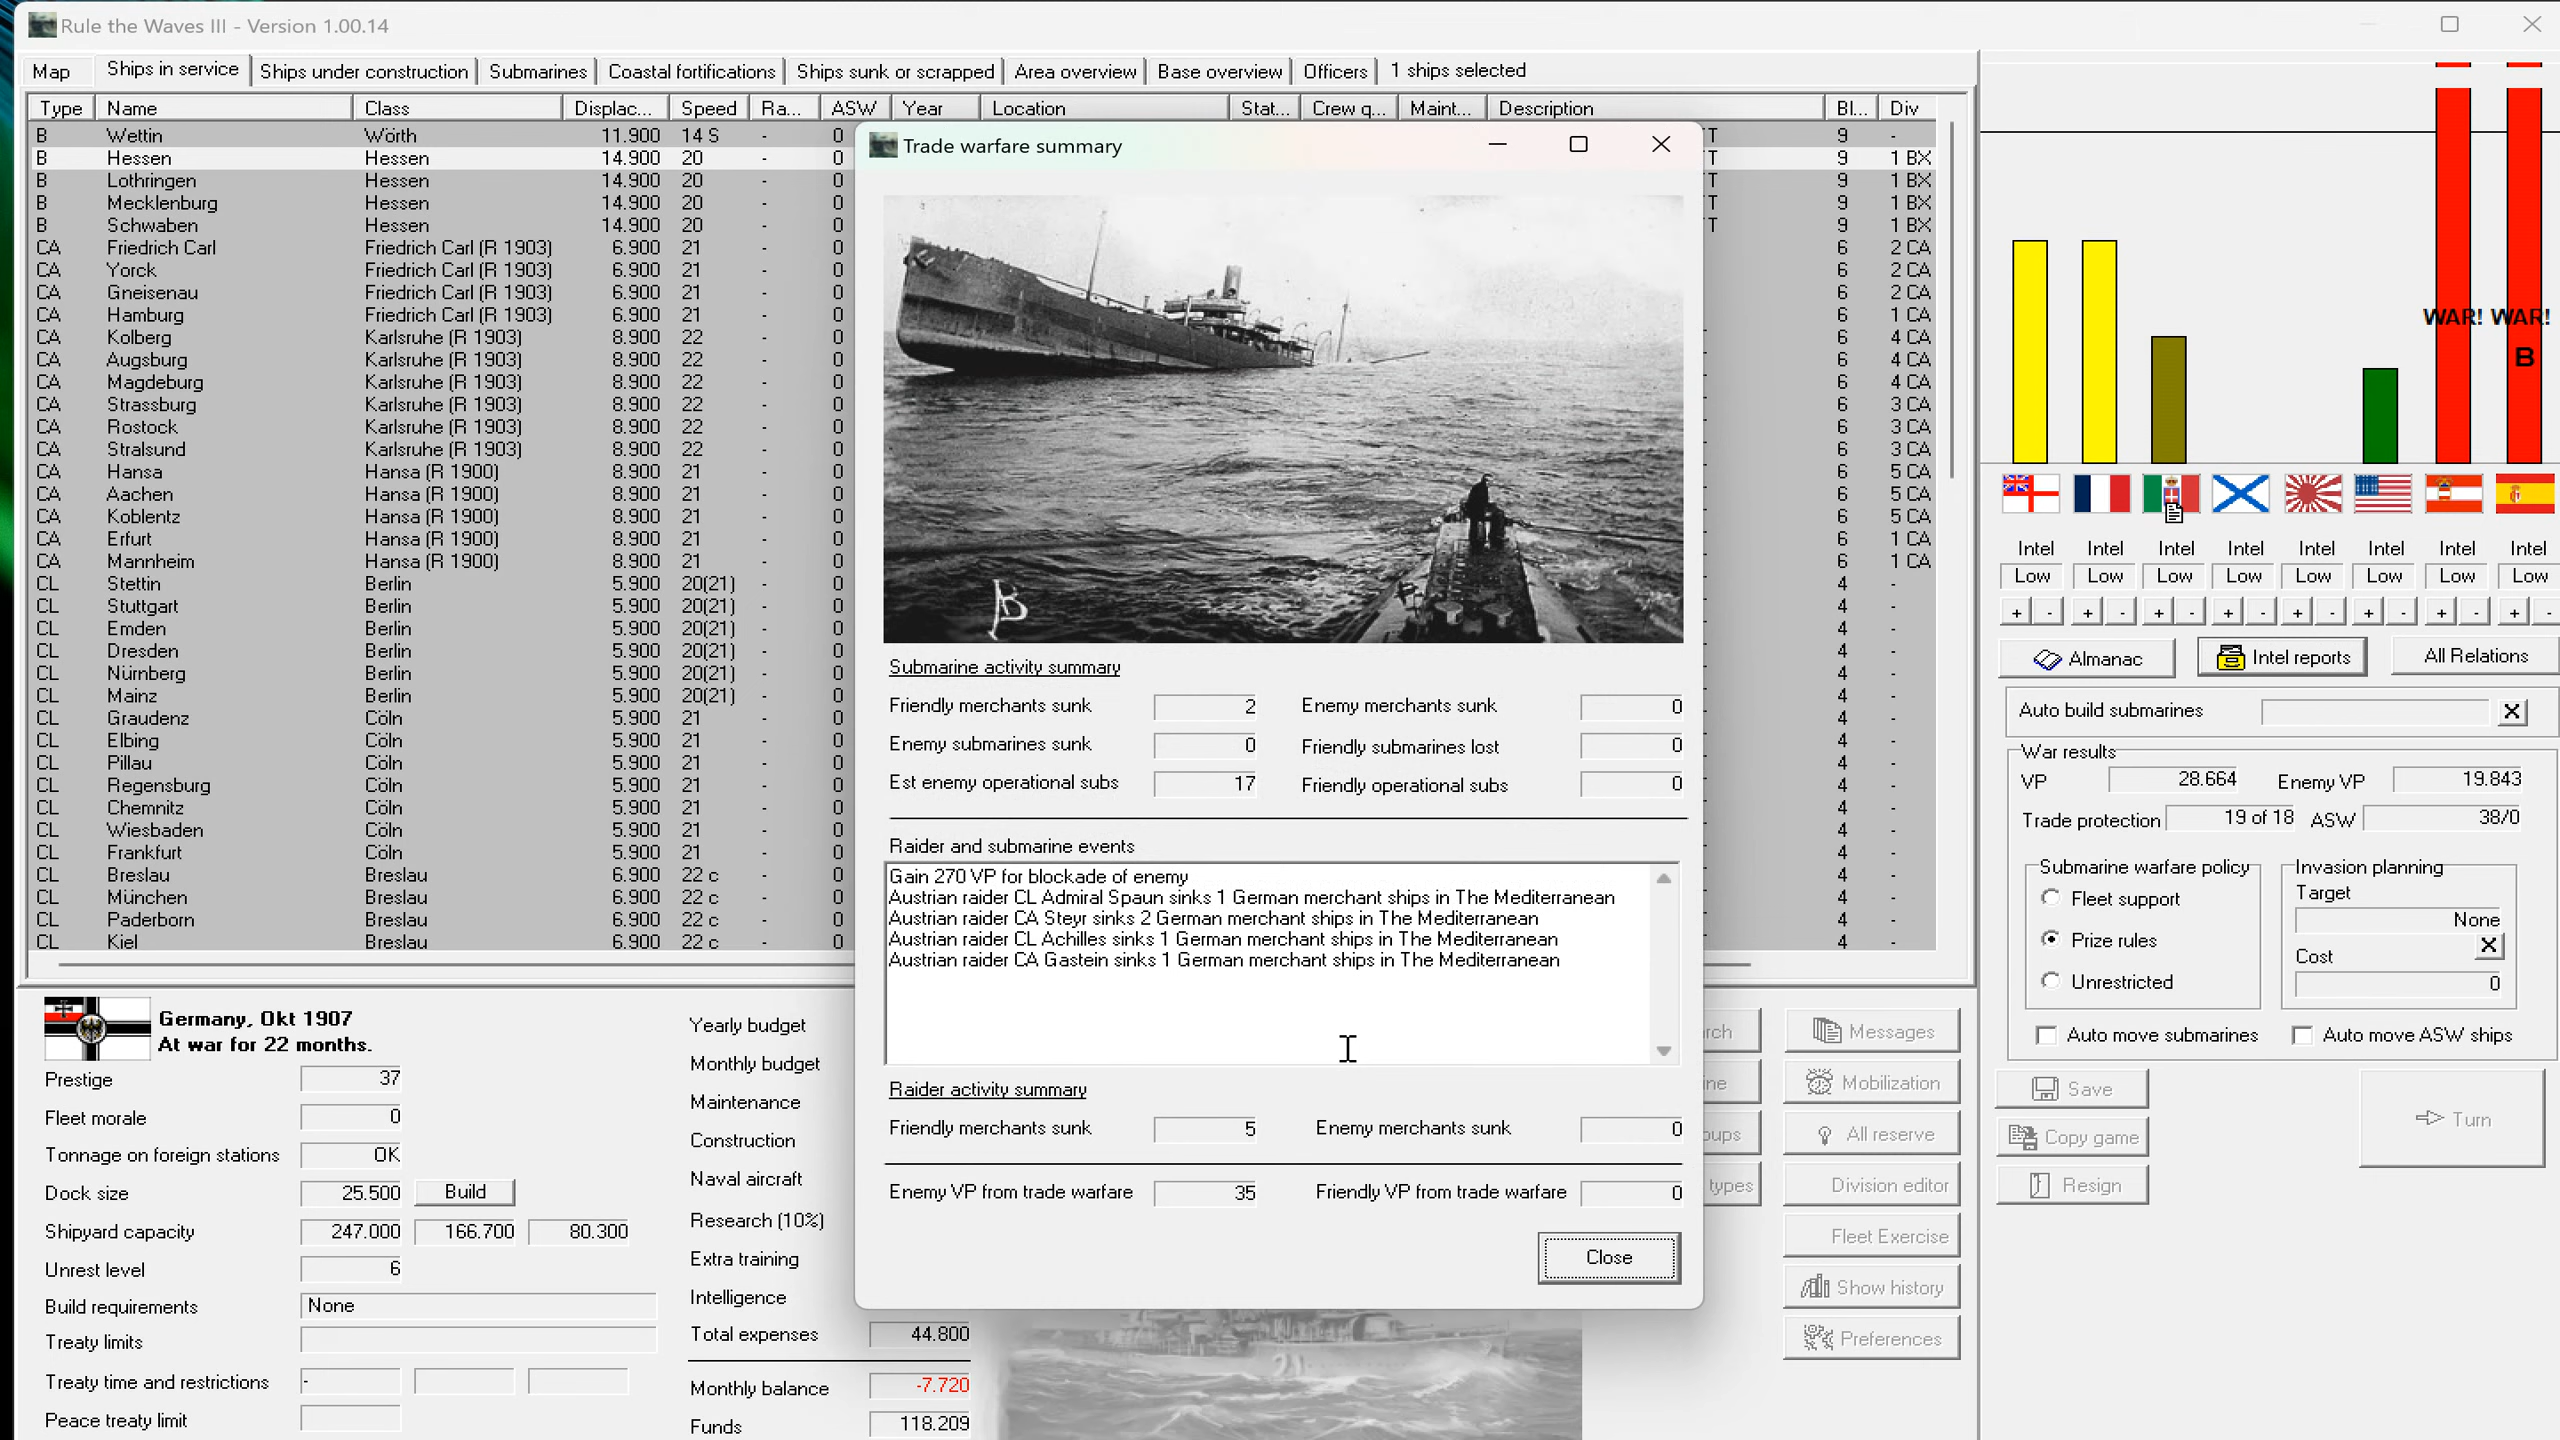 Rule the Waves III - Version 1.00.14
Map Ships in service Ships under construction Submarines Coastal fortifications Ships sunk or scrapped Area overview Base overview Officers 1 ships selected
Type Name Class Displac... Speed Ra... ASW Year Location Stat... Crew q... Maint... Description Bl... Div
B Wettin Wörth 11.900 14 S - 0 T 9 -
B Hessen Hessen 14.900 20 - 0 T 9 1 BX
B Lothringen Hessen 14.900 20 - 0 T 9 1 BX
B Mecklenburg Hessen 14.900 20 - 0 T 9 1 BX
B Schwaben Hessen 14.900 20 - 0 T 9 1 BX
CA Friedrich Carl Friedrich Carl (R 1903) 6.900 21 - 0 6 2 CA
CA Yorck Friedrich Carl (R 1903) 6.900 21 - 0 6 2 CA
CA Gneisenau Friedrich Carl (R 1903) 6.900 21 - 0 6 2 CA
CA Hamburg Friedrich Carl (R 1903) 6.900 21 - 0 6 1 CA
CA Kolberg Karlsruhe (R 1903) 8.900 22 - 0 6 4 CA
CA Augsburg Karlsruhe (R 1903) 8.900 22 - 0 6 4 CA
CA Magdeburg Karlsruhe (R 1903) 8.900 22 - 0 6 4 CA
CA Strassburg Karlsruhe (R 1903) 8.900 22 - 0 6 3 CA
CA Rostock Karlsruhe (R 1903) 8.900 22 - 0 6 3 CA
CA Stralsund Karlsruhe (R 1903) 8.900 22 - 0 6 3 CA
CA Hansa Hansa (R 1900) 8.900 21 - 0 6 5 CA
CA Aachen Hansa (R 1900) 8.900 21 - 0 6 5 CA
CA Koblentz Hansa (R 1900) 8.900 21 - 0 6 5 CA
CA Erfurt Hansa (R 1900) 8.900 21 - 0 6 1 CA
CA Mannheim Hansa (R 1900) 8.900 21 - 0 6 1 CA
CL Stettin Berlin 5.900 20(21) - 0 4 -
CL Stuttgart Berlin 5.900 20(21) - 0 4 -
CL Emden Berlin 5.900 20(21) - 0 4 -
CL Dresden Berlin 5.900 20(21) - 0 4 -
CL Nürnberg Berlin 5.900 20(21) - 0 4 -
CL Mainz Berlin 5.900 20(21) - 0 4 -
CL Graudenz Cöln 5.900 21 - 0 4 -
CL Elbing Cöln 5.900 21 - 0 4 -
CL Pillau Cöln 5.900 21 - 0 4 -
CL Regensburg Cöln 5.900 21 - 0 4 -
CL Chemnitz Cöln 5.900 21 - 0 4 -
CL Wiesbaden Cöln 5.900 21 - 0 4 -
CL Frankfurt Cöln 5.900 21 - 0 4 -
CL Breslau Breslau 6.900 22 c - 0 4 -
CL München Breslau 6.900 22 c - 0 4 -
CL Paderborn Breslau 6.900 22 c - 0 4 -
CL Kiel Breslau 6.900 22 c - 0 4 -
Trade warfare summary
Submarine activity summary
Friendly merchants sunk 2 Enemy merchants sunk 0
Enemy submarines sunk 0 Friendly submarines lost 0
Est enemy operational subs 17 Friendly operational subs 0
Raider and submarine events
Gain 270 VP for blockade of enemy
Austrian raider CL Admiral Spaun sinks 1 German merchant ships in The Mediterranean
Austrian raider CA Steyr sinks 2 German merchant ships in The Mediterranean
Austrian raider CL Achilles sinks 1 German merchant ships in The Mediterranean
Austrian raider CA Gastein sinks 1 German merchant ships in The Mediterranean
Raider activity summary
Friendly merchants sunk 5 Enemy merchants sunk 0
Enemy VP from trade warfare 35 Friendly VP from trade warfare 0
Close
WAR! WAR!
B
Intel Intel Intel Intel Intel Intel Intel Intel
Low Low Low Low Low Low Low Low
+ - + - + - + - + - + - + - + -
Almanac Intel reports All Relations
Auto build submarines X
War results
VP 28.664 Enemy VP 19.843
Trade protection 19 of 18 ASW 38/0
Submarine warfare policy
Fleet support
Prize rules
Unrestricted
Invasion planning
Target
None
Cost X
0
Auto move submarines Auto move ASW ships
Save
Copy game
Resign
Turn
Germany, Okt 1907
At war for 22 months.
Prestige 37
Fleet morale 0
Tonnage on foreign stations OK
Dock size 25.500 Build
Shipyard capacity 247.000 166.700 80.300
Unrest level 6
Build requirements None
Treaty limits
Treaty time and restrictions -
Peace treaty limit
Yearly budget
Monthly budget
Maintenance
Construction
Naval aircraft
Research (10%)
Extra training
Intelligence
Total expenses 44.800
Monthly balance -7.720
Funds 118.209
rch
ine
oups
types
Messages
Mobilization
All reserve
Division editor
Fleet Exercise
Show history
Preferences